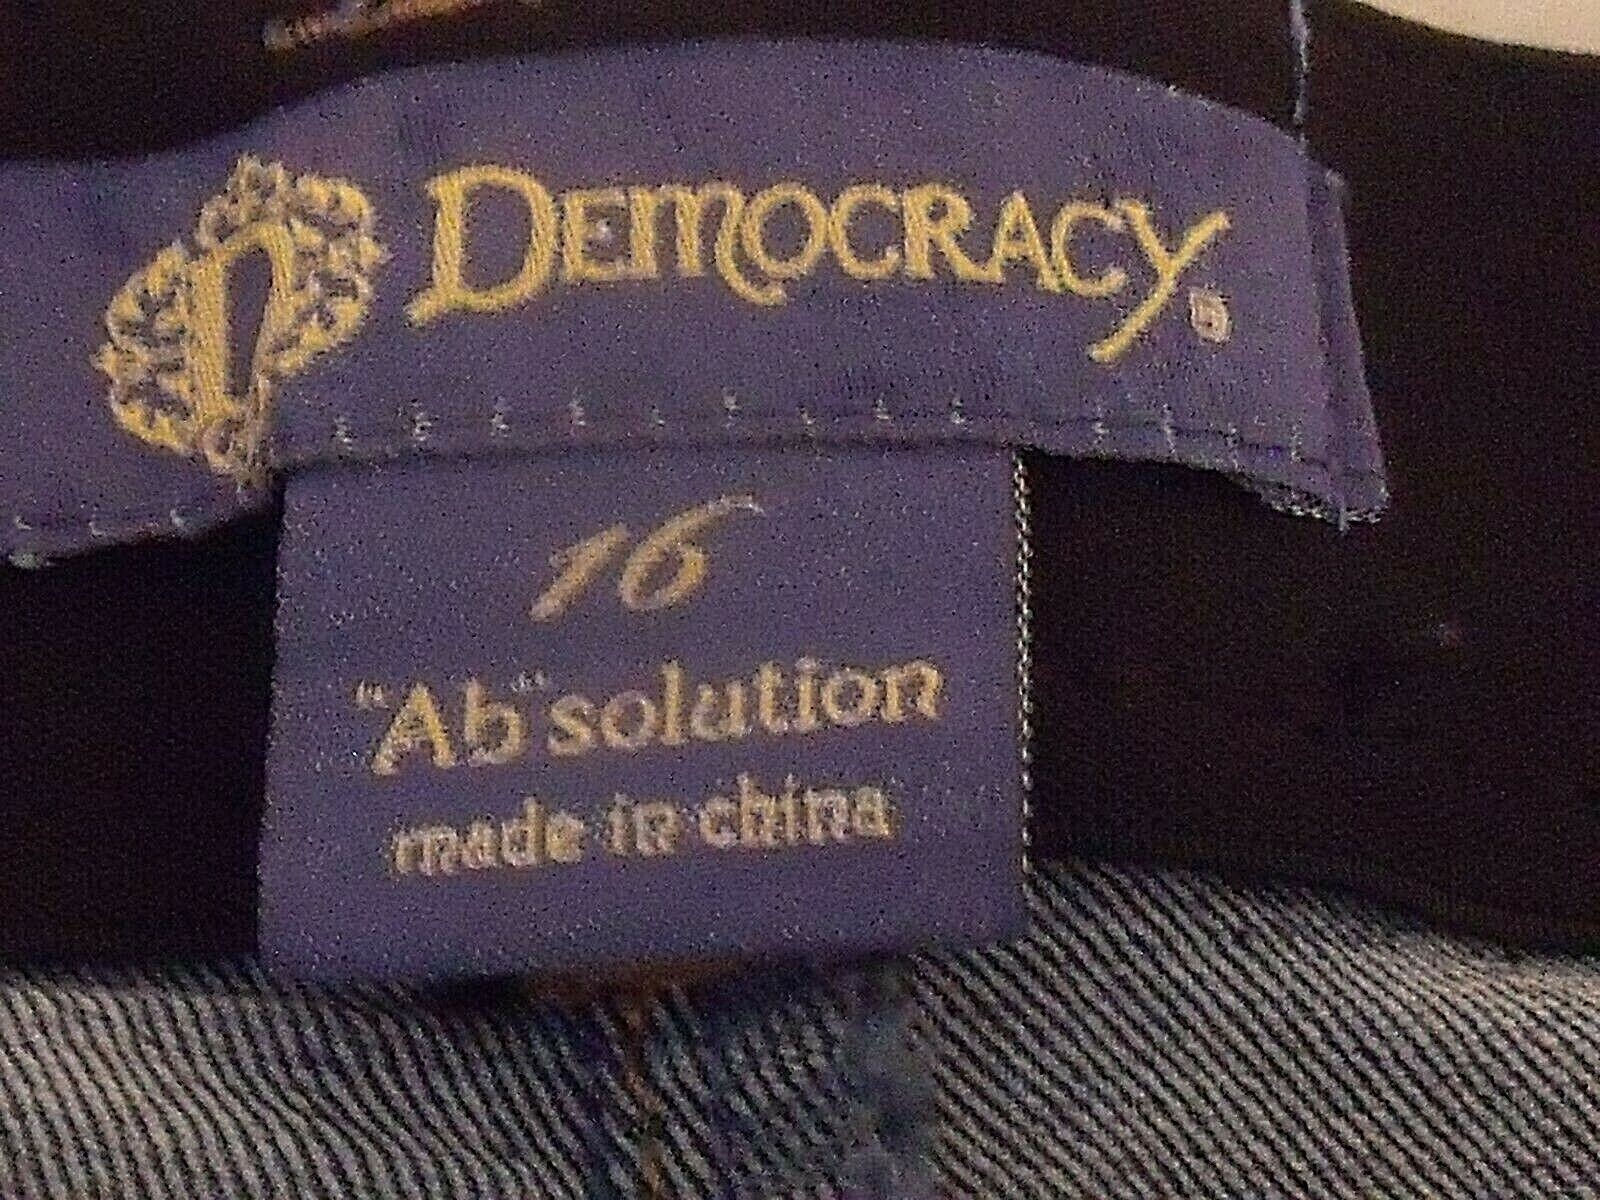 DEMOCRACY®
16
"Ab"solution
made in china